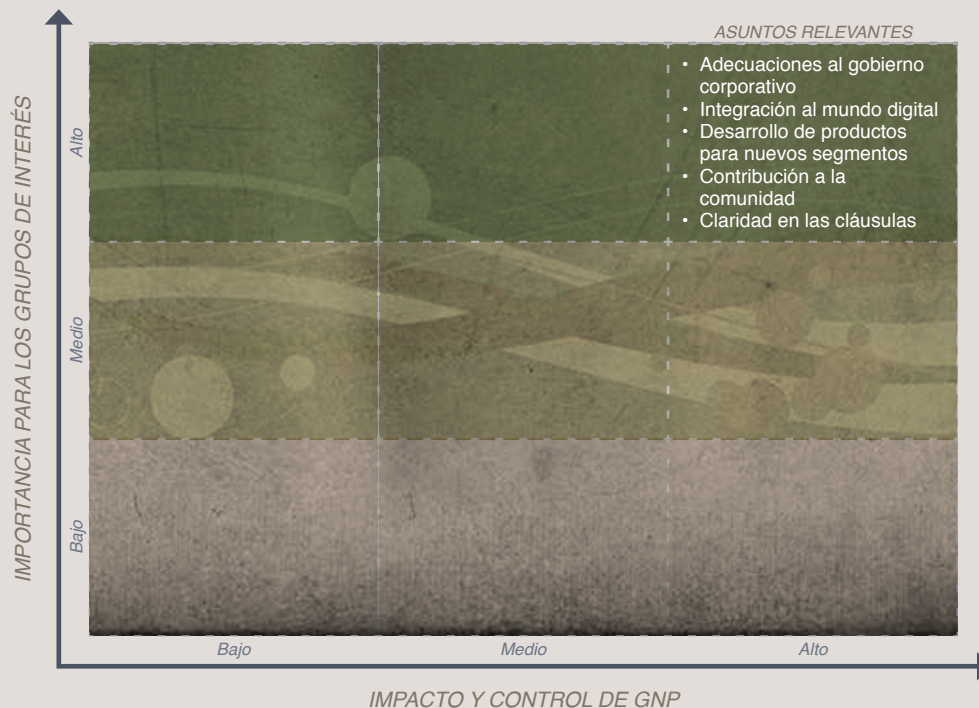 ASUNTOS RELEVANTES
• Adecuaciones al gobierno
corporativo
• Integración al mundo digital
• Desarrollo de productos
para nuevos segmentos
• Contribución a la
comunidad
• Claridad en las cláusulas
IMPORTANCIA PARA LOS GRUPOS DE INTERÉS
Alto
Medio
Bajo
Bajo
Medio
Alto
IMPACTO Y CONTROL DE GNP